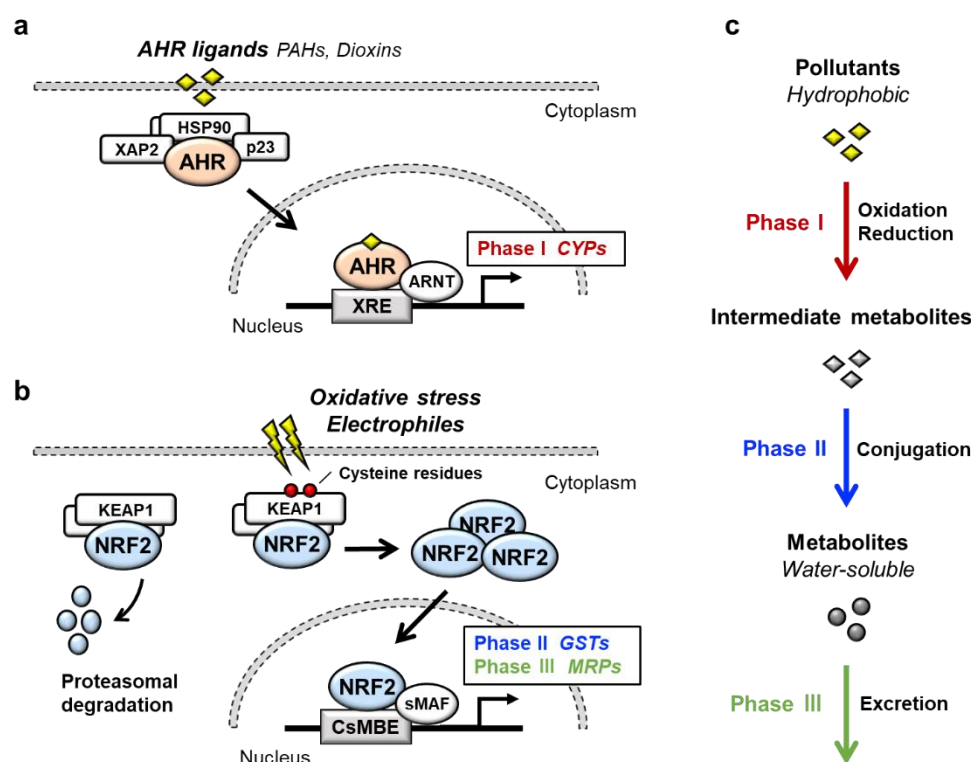 a
AHR ligands PAHs, Dioxins
Cytoplasm
HSP90
XAP2
p23
AHR
Phase I CYPs
AHR
ARNT
XRE
Nucleus
b
Oxidative stress
Electrophiles
Cysteine residues
Cytoplasm
KEAP1
NRF2
KEAP1
NRF2
NRF2
NRF2
NRF2
Proteasomal
degradation
Phase II GSTs
Phase III MRPs
NRF2
sMAF
CsMBE
Nucleus
c
Pollutants
Hydrophobic
Phase I
Oxidation
Reduction
Intermediate metabolites
Phase II
Conjugation
Metabolites
Water-soluble
Phase III
Excretion